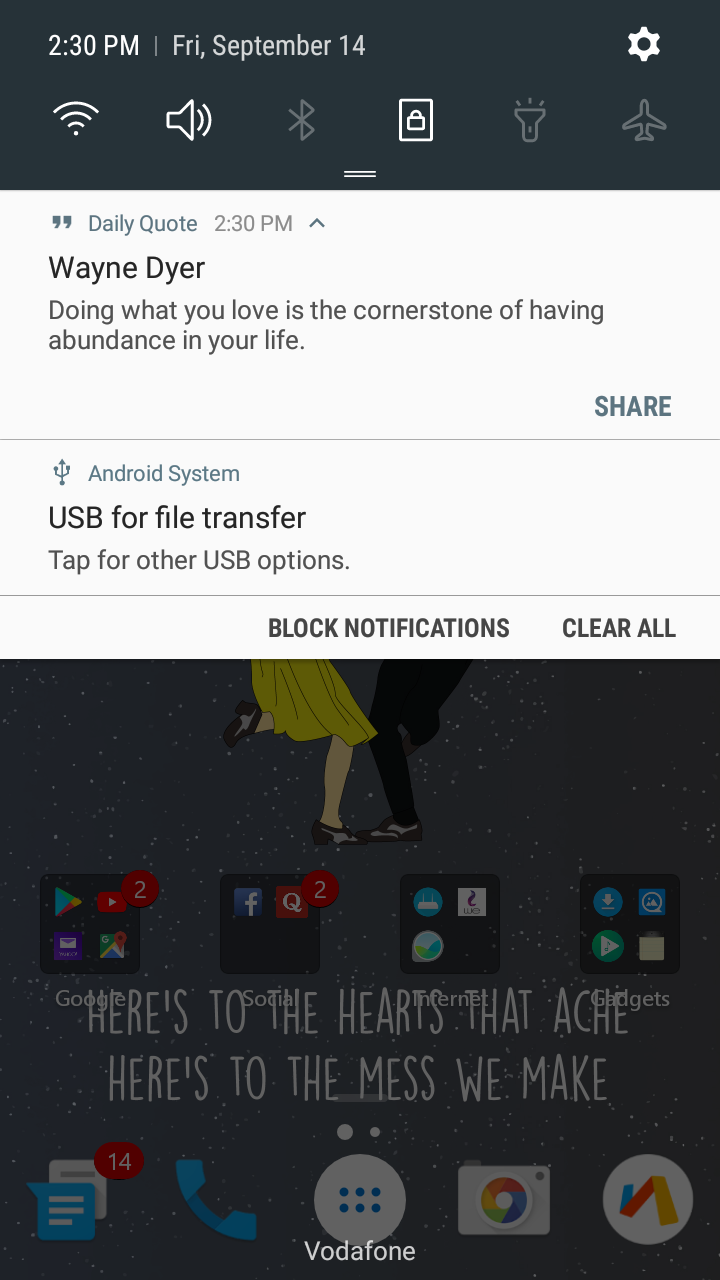 2:30 PM | Fri, September 14
Daily Quote 2:30 PM
Wayne Dyer
Doing what you love is the cornerstone of having
abundance in your life.
SHARE
Android System
USB for file transfer
Tap for other USB options.
BLOCK NOTIFICATIONS CLEAR ALL
2 2
YAHOO! we
Google Social Internet Gadgets
HERE'S TO THE HEARTS THAT ACHE
HERE'S TO THE MESS WE MAKE
14
Vodafone